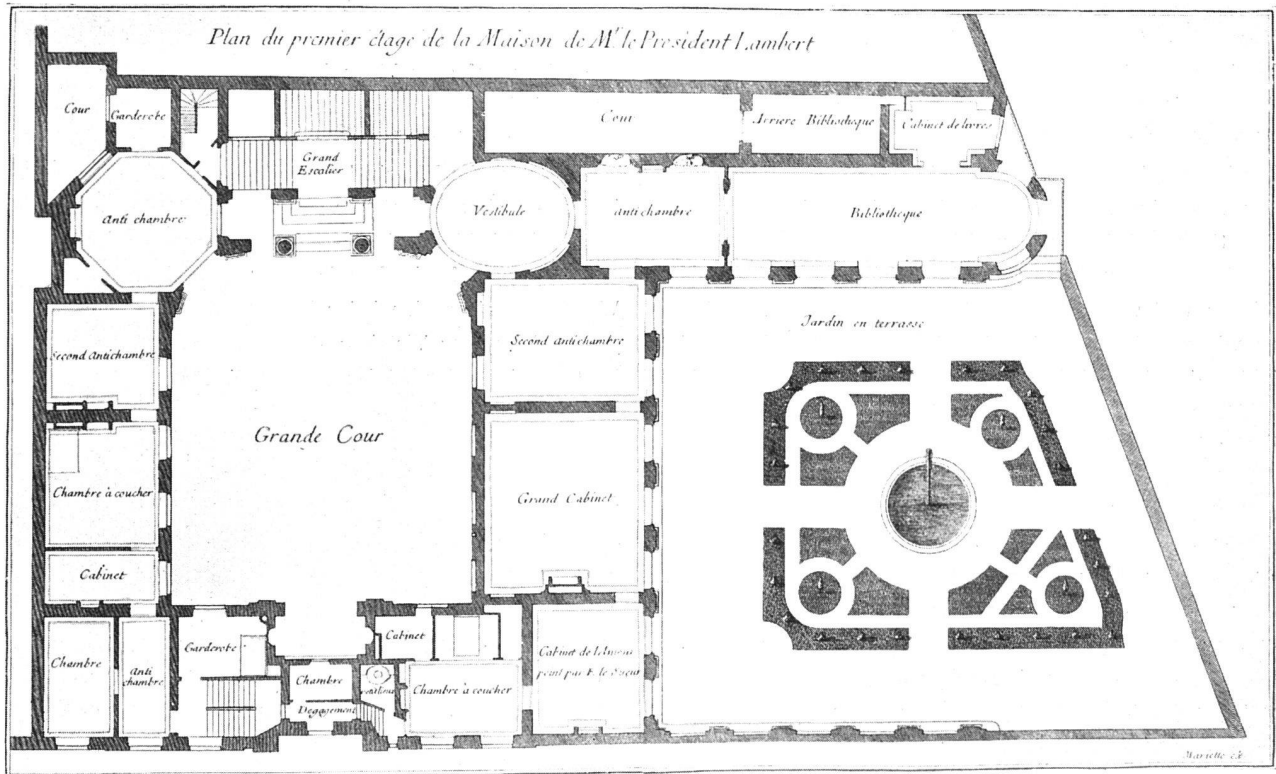 Plan du premier étage de la Maison de Mr. le President Lambert
Cour
Garderobe
Grand
Escalier
Cour
Arriere Bibliotheque
Cabinet de livres
Anti chambre
Vestibule
antichambre
Bibliotheque
Second Antichambre
Second antichambre
Jardin en terrasse
Grande Cour
Chambre à coucher
Grand Cabinet
Cabinet
Chambre
Anti
chambre
Garderobe
Cabinet
Chambre
Degagement
Chambre à coucher
Cabinet de l'Amour
peint par E. le Sueur
Mariette